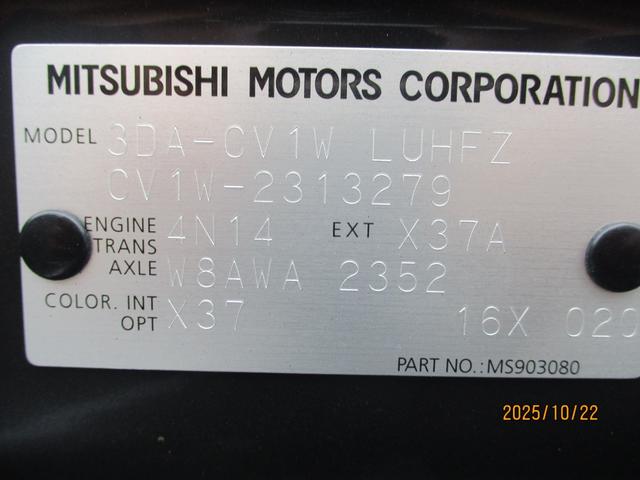 MITSUBISHI MOTORS CORPORATION
MODEL 3DA-CV1W LUHFZ
CV1W-2313279
ENGINE 4N14 EXT X37A
TRANS
AXLE W8AWA 2352
COLOR. INT X37
OPT 16X 020
PART NO.:MS903080
2025/10/22